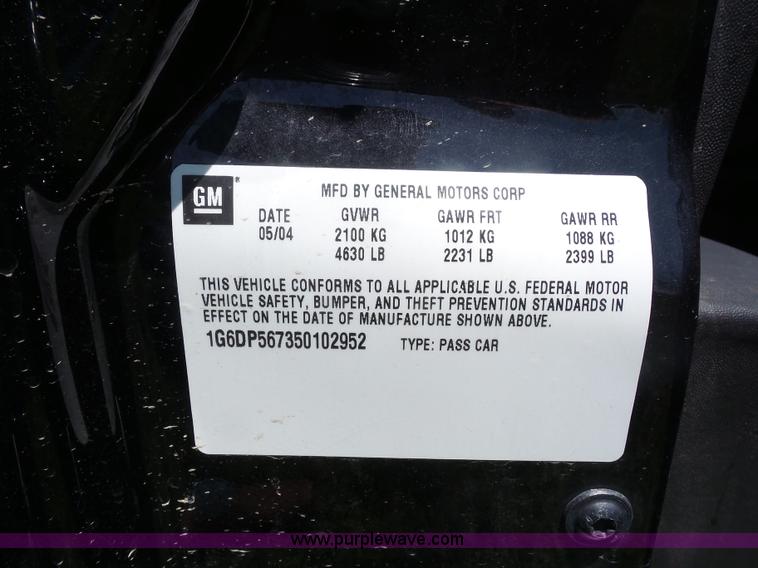 GM
MFD BY GENERAL MOTORS CORP
DATE GVWR GAWR FRT GAWR RR
05/04 2100 KG 1012 KG 1088 KG
4630 LB 2231 LB 2399 LB
THIS VEHICLE CONFORMS TO ALL APPLICABLE U.S. FEDERAL MOTOR
VEHICLE SAFETY, BUMPER, AND THEFT PREVENTION STANDARDS IN
EFFECT ON THE DATE OF MANUFACTURE SHOWN ABOVE.
1G6DP567350102952 TYPE: PASS CAR
www.purplewave.com